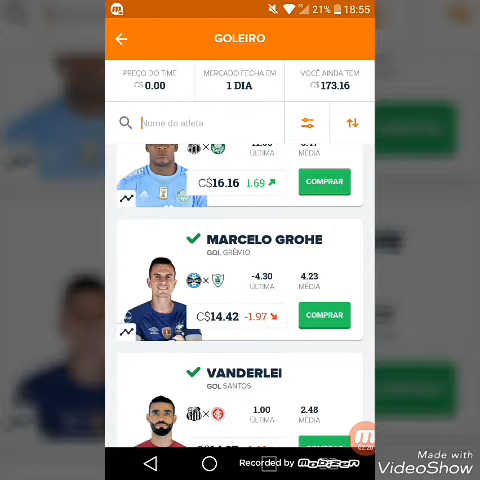 21% 18:55
GOLEIRO
PREÇO DO TIME
C$ 0.00
MERCADO FECHA EM
1 DIA
VOCÊ AINDA TEM
C$ 173.16
Nome do atleta
ÚLTIMA
MÉDIA
C$16.16 1.69
COMPRAR
MARCELO GROHE
GOL GRÊMIO
-4.30
ÚLTIMA
4.23
MÉDIA
C$14.42 -1.97
COMPRAR
VANDERLEI
GOL SANTOS
1.00
ÚLTIMA
2.48
MÉDIA
02:20
Recorded by mobizen
Made with
VideoShow